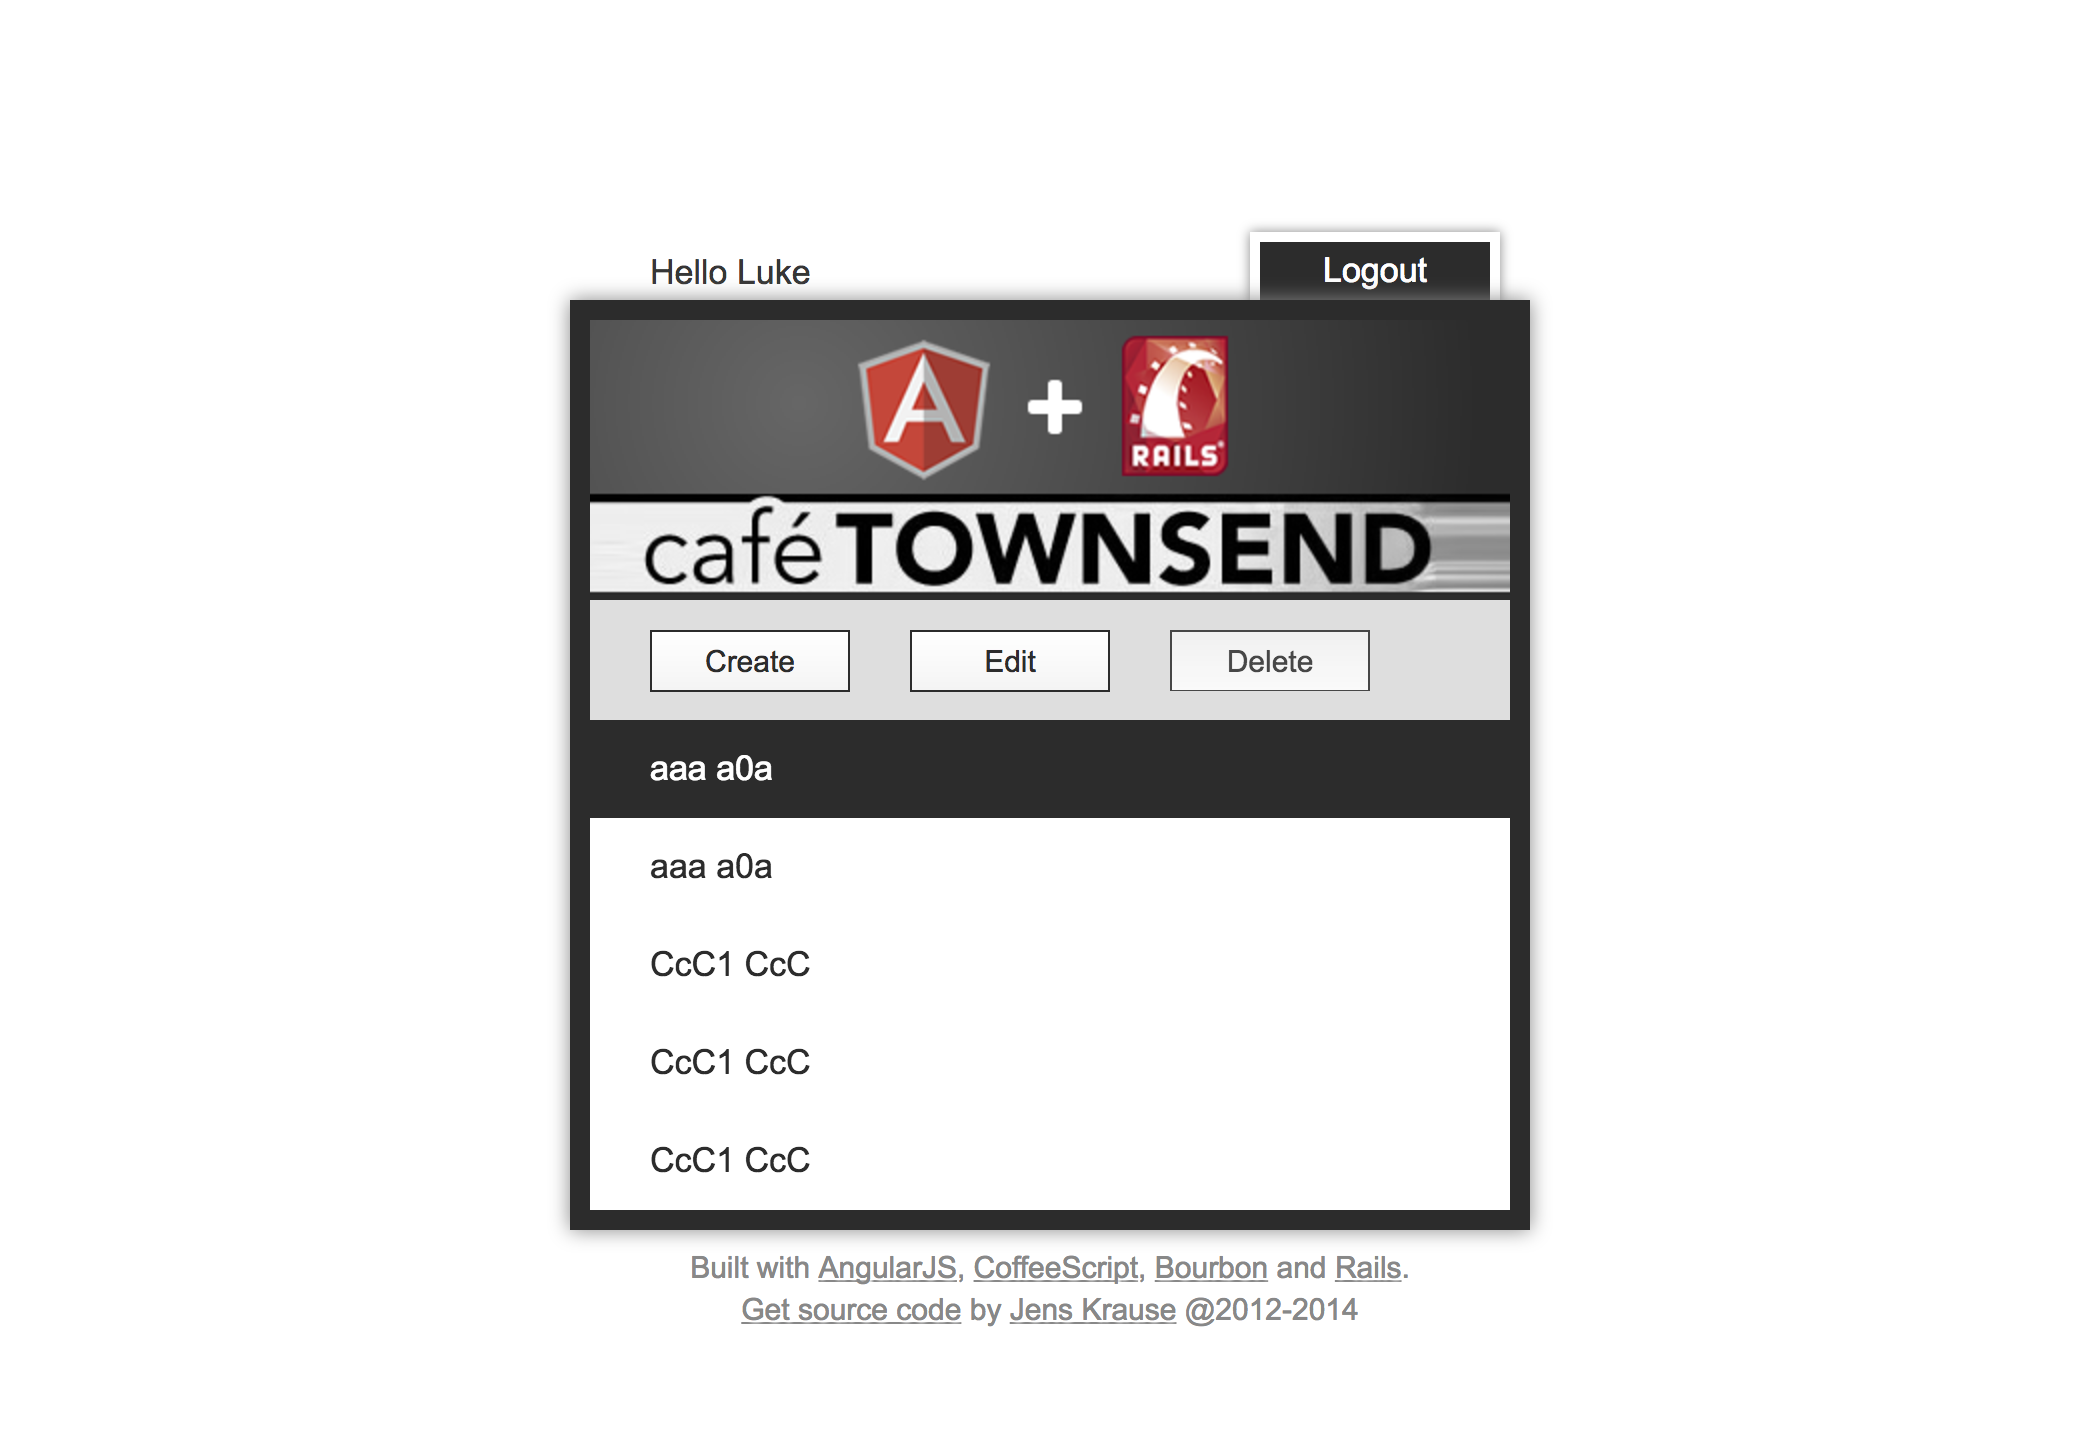 Hello Luke
Logout
A
RAILS
café TOWNSEND
Create Edit Delete
aaa a0a
aaa a0a
CcC1 CcC
CcC1 CcC
CcC1 CcC
Built with AngularJS, CoffeeScript, Bourbon and Rails.
Get source code by Jens Krause @2012-2014